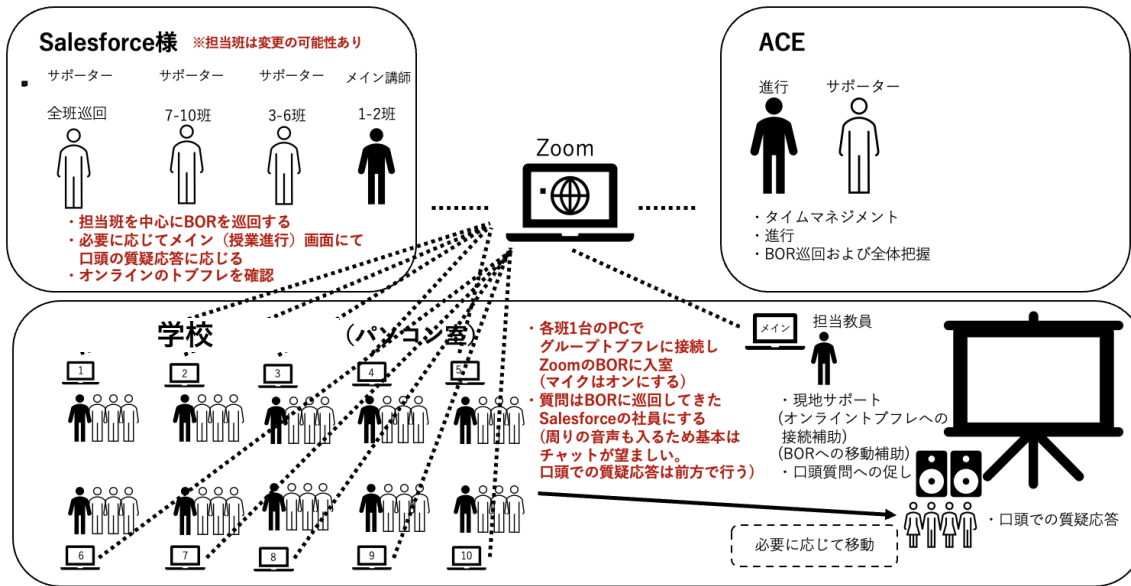 Salesforce様 ※担当班は変更の可能性あり
サポーター サポーター サポーター メイン講師
全班巡回 7-10班 3-6班 1-2班
・担当班を中心にBORを巡回する
・必要に応じてメイン（授業進行）画面にて
口頭の質疑応答に応じる
・オンラインのトブフレを確認
Zoom
ACE
進行 サポーター
・タイムマネジメント
・進行
・BOR巡回および全体把握
学校 （パソコン室）
1 2 3 4 5
6 7 8 9 10
・各班1台のPCで
グループトブフレに接続し
ZoomのBORに入室
（マイクはオンにする）
・質問はBORに巡回してきた
Salesforceの社員にする
（周りの音声も入るため基本は
チャットが望ましい。
口頭での質疑応答は前方で行う）
メイン
担当教員
・現地サポート
(オンライントブフレへの
接続補助)
(BORへの移動補助)
・口頭質問への促し
・口頭での質疑応答
必要に応じて移動